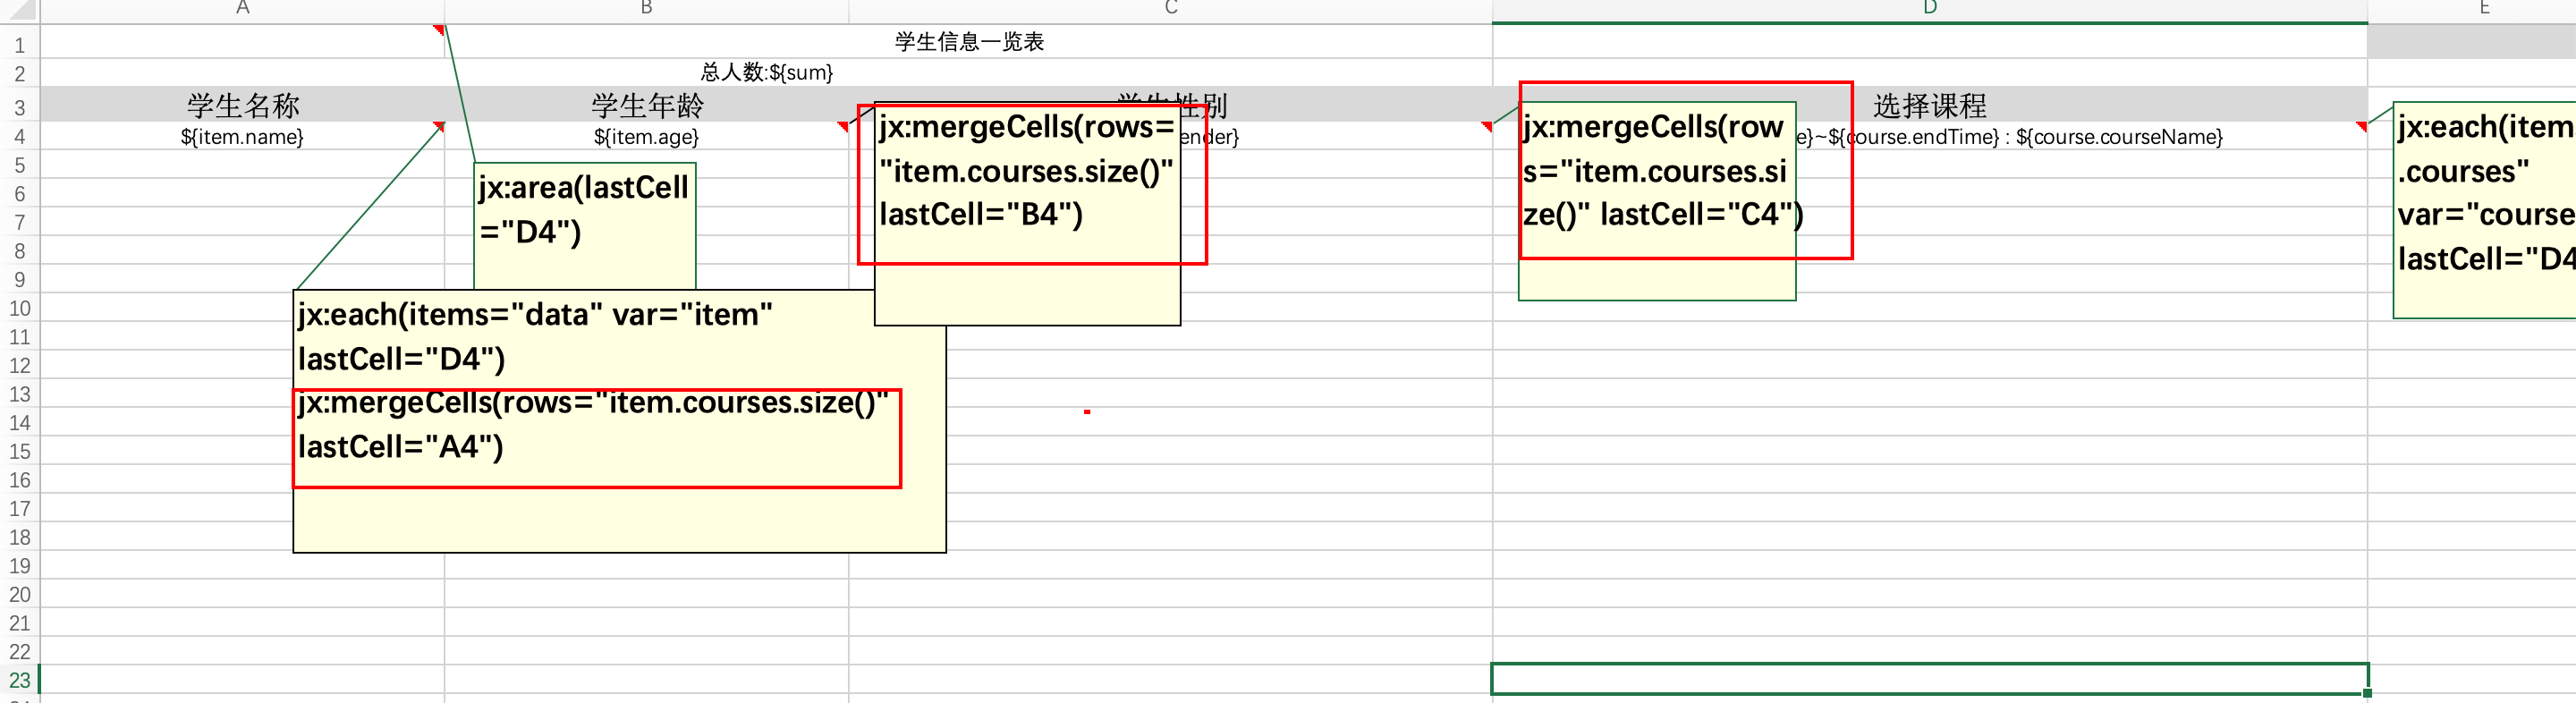 A B C D E
1 学生信息一览表
2 总人数:${sum}
3 学生名称 学生年龄 学生性别 选择课程
4 ${item.name} ${item.age} ender} e}~${course.endTime} : ${course.courseName}
5
6
7
8
9
10
11
12
13
14
15
16
17
18
19
20
21
22
23
jx:area(lastCell
="D4")
jx:each(items="data" var="item"
lastCell="D4")
jx:mergeCells(rows="item.courses.size()"
lastCell="A4")
jx:mergeCells(rows=
"item.courses.size()"
lastCell="B4")
jx:mergeCells(row
s="item.courses.si
ze()" lastCell="C4")
jx:each(item
.courses"
var="course
lastCell="D4